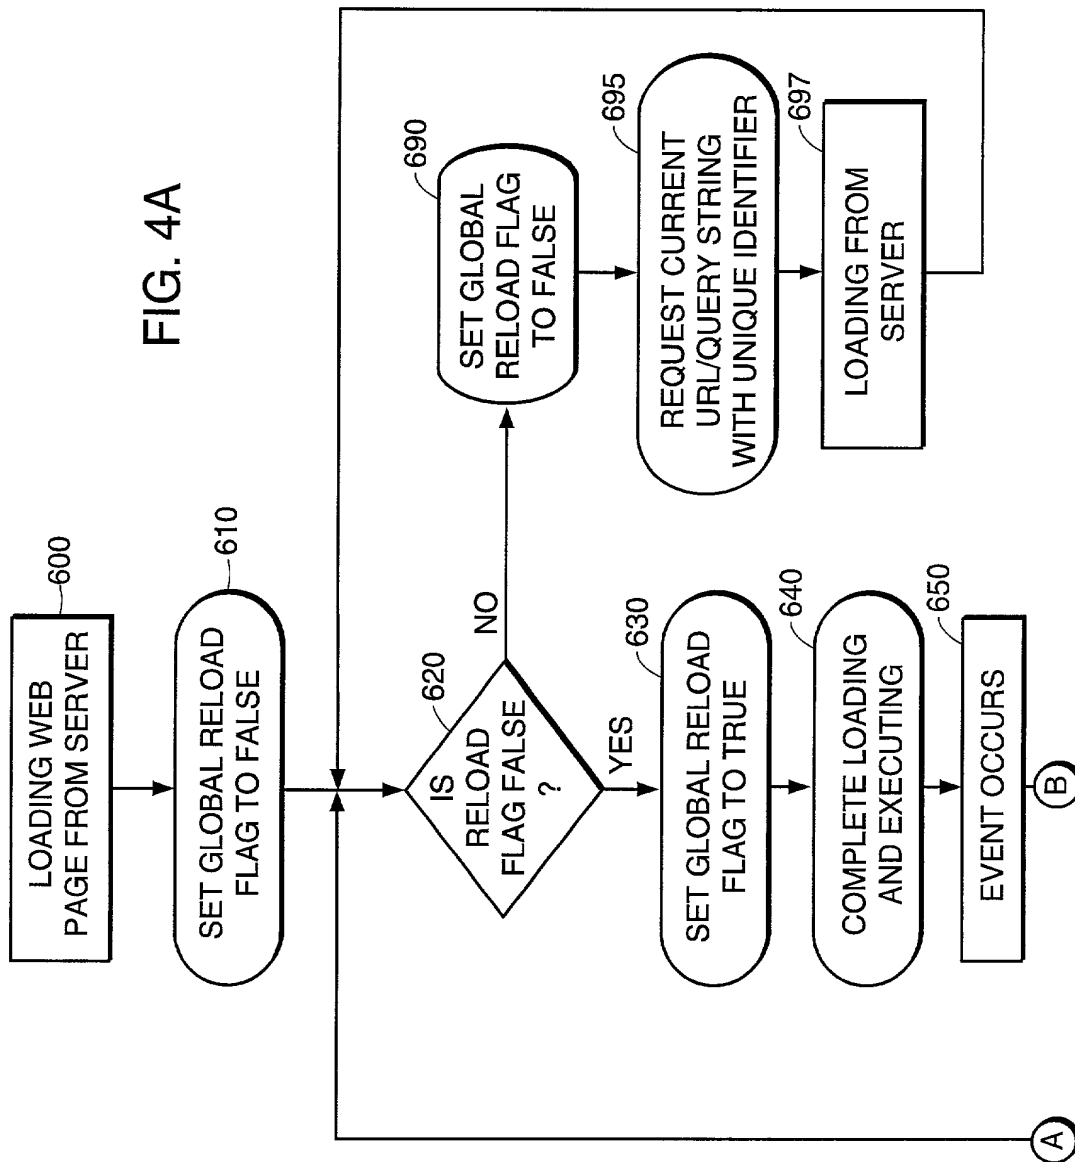 FIG. 4A
LOADING WEB
PAGE FROM SERVER
600
SET GLOBAL RELOAD
FLAG TO FALSE
610
IS
RELOAD
FLAG FALSE
?
620
NO
YES
SET GLOBAL RELOAD
FLAG TO TRUE
630
COMPLETE LOADING
AND EXECUTING
640
EVENT OCCURS
650
B
A
SET GLOBAL
RELOAD FLAG
TO FALSE
690
REQUEST CURRENT
URL/QUERY STRING
WITH UNIQUE IDENTIFIER
695
LOADING FROM
SERVER
697